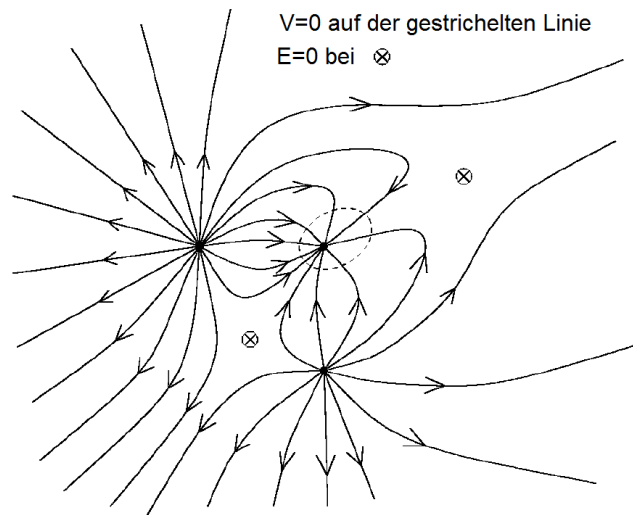 V=0 auf der gestrichelten Linie
E=0 bei ⊗